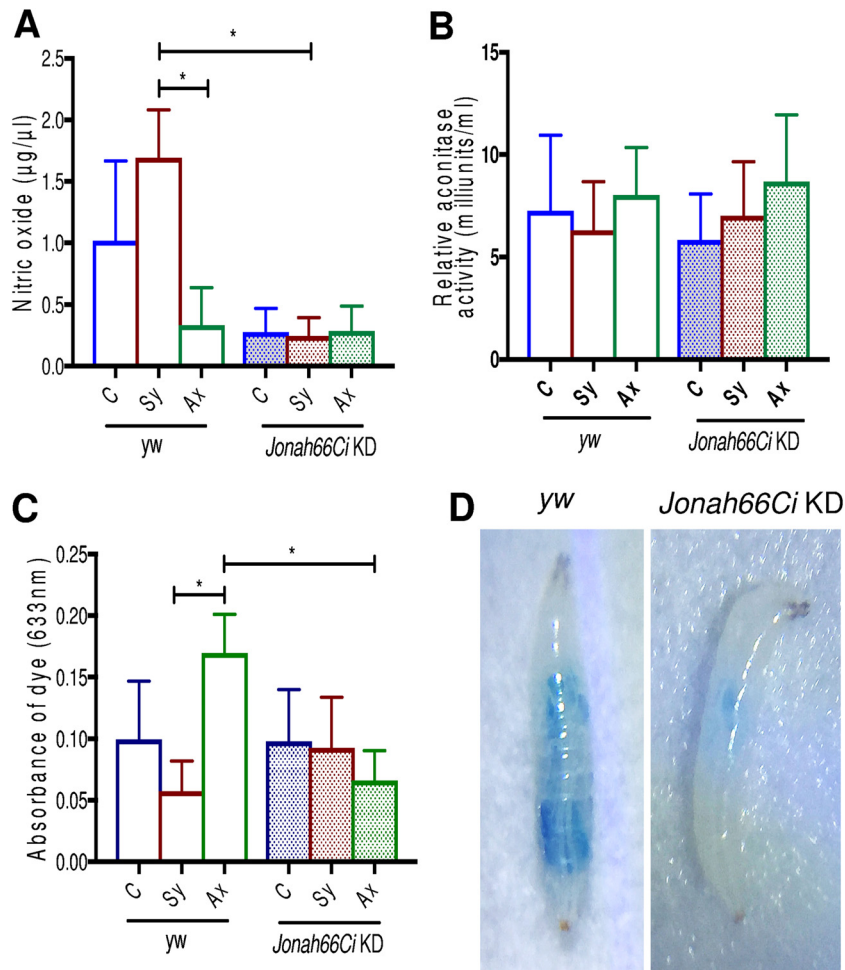 A
Nitric oxide (µg/µl)
2.5
2.0
1.5
1.0
0.5
0.0
*
*
C
Sy
Ax
C
Sy
Ax
yw
Jonah66Ci KD
B
Relative aconitase
activity (milliunits/ml)
15
10
5
0
C
Sy
Ax
C
Sy
Ax
yw
Jonah66Ci KD
C
Absorbance of dye (633nm)
0.25
0.20
0.15
0.10
0.05
0.00
*
*
C
Sy
Ax
C
Sy
Ax
yw
Jonah66Ci KD
D
yw
Jonah66Ci KD